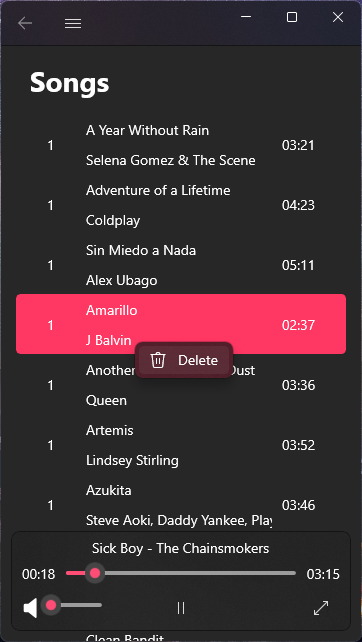 Songs
1
A Year Without Rain
Selena Gomez & The Scene
03:21
1
Adventure of a Lifetime
Coldplay
04:23
1
Sin Miedo a Nada
Alex Ubago
05:11
1
Amarillo
J Balvin
02:37
Delete
1
Another Dust
Queen
03:36
1
Artemis
Lindsey Stirling
03:52
1
Azukita
Steve Aoki, Daddy Yankee, Play
03:46
Sick Boy - The Chainsmokers
00:18
03:15
Clean Bandit